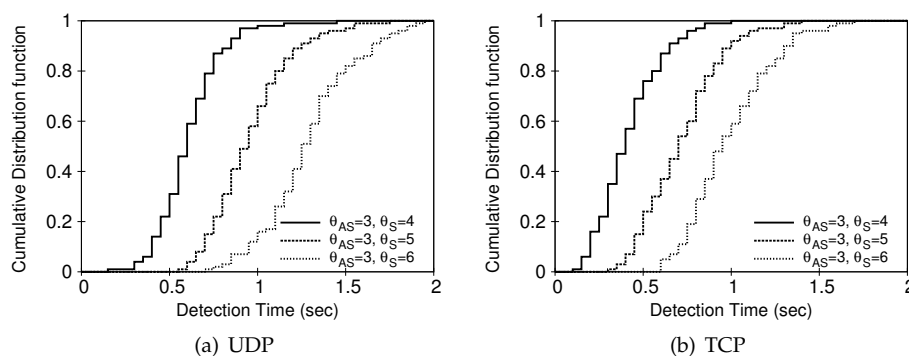 Cumulative Distribution function
1
0.8
0.6
0.4
0.2
0
θAS=3, θS=4
θAS=3, θS=5
θAS=3, θS=6
0 0.5 1 1.5 2
Detection Time (sec)
(a) UDP
Cumulative Distribution function
1
0.8
0.6
0.4
0.2
0
θAS=3, θS=4
θAS=3, θS=5
θAS=3, θS=6
0 0.5 1 1.5 2
Detection Time (sec)
(b) TCP